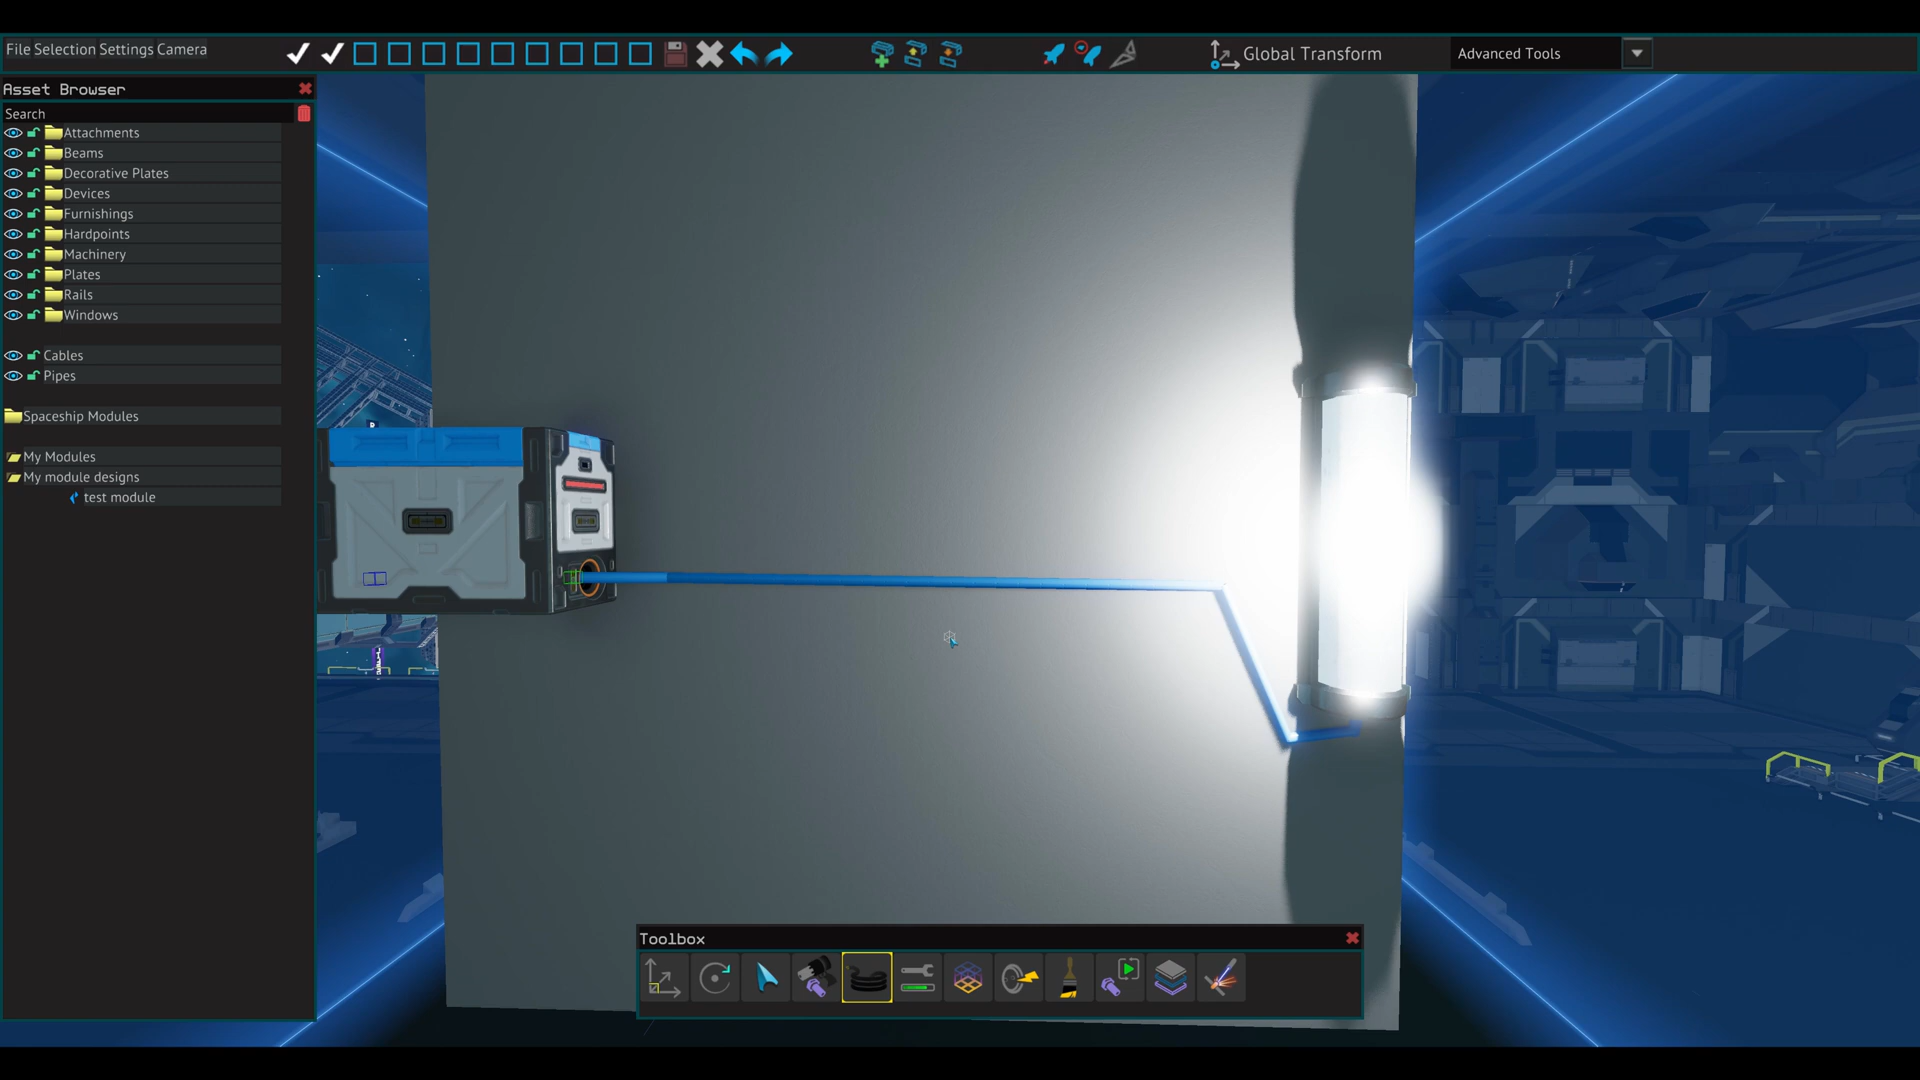 File Selection Settings Camera
Global Transform
Advanced Tools
Asset Browser
Search
Attachments
Beams
Decorative Plates
Devices
Furnishings
Hardpoints
Machinery
Plates
Rails
Windows
Cables
Pipes
Spaceship Modules
My Modules
My module designs
test module
Toolbox